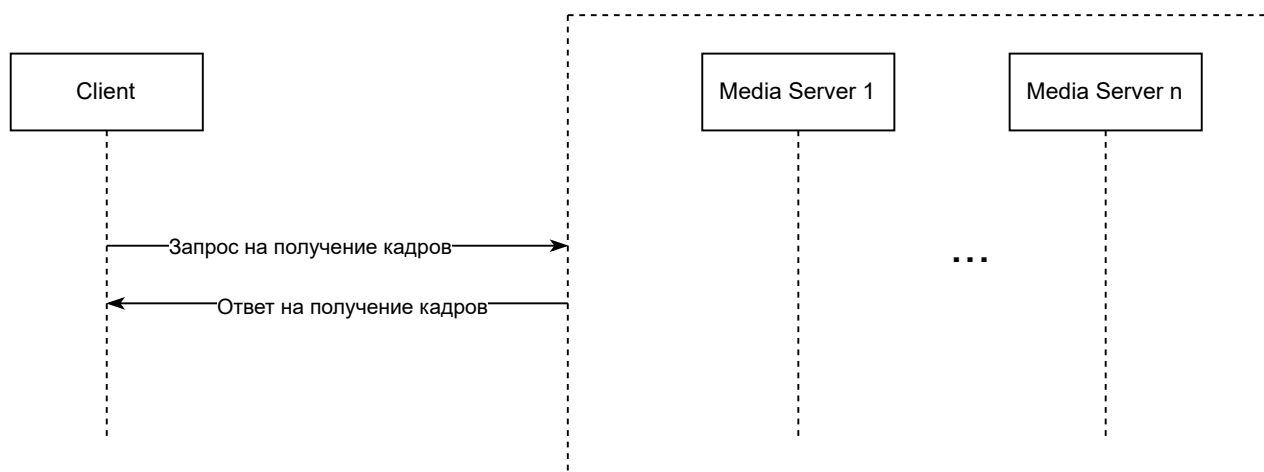 Client
Media Server 1
Media Server n
Запрос на получение кадров
...
Ответ на получение кадров